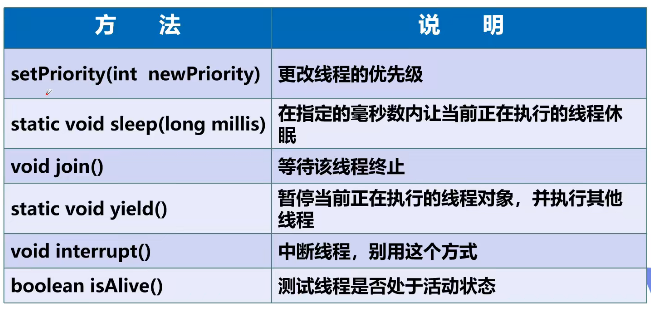 方 法 说 明
setPriority(int newPriority) 更改线程的优先级
static void sleep(long millis) 在指定的毫秒数内让当前正在执行的线程休
眠
void join() 等待该线程终止
static void yield() 暂停当前正在执行的线程对象，并执行其他
线程
void interrupt() 中断线程，别用这个方式
boolean isAlive() 测试线程是否处于活动状态